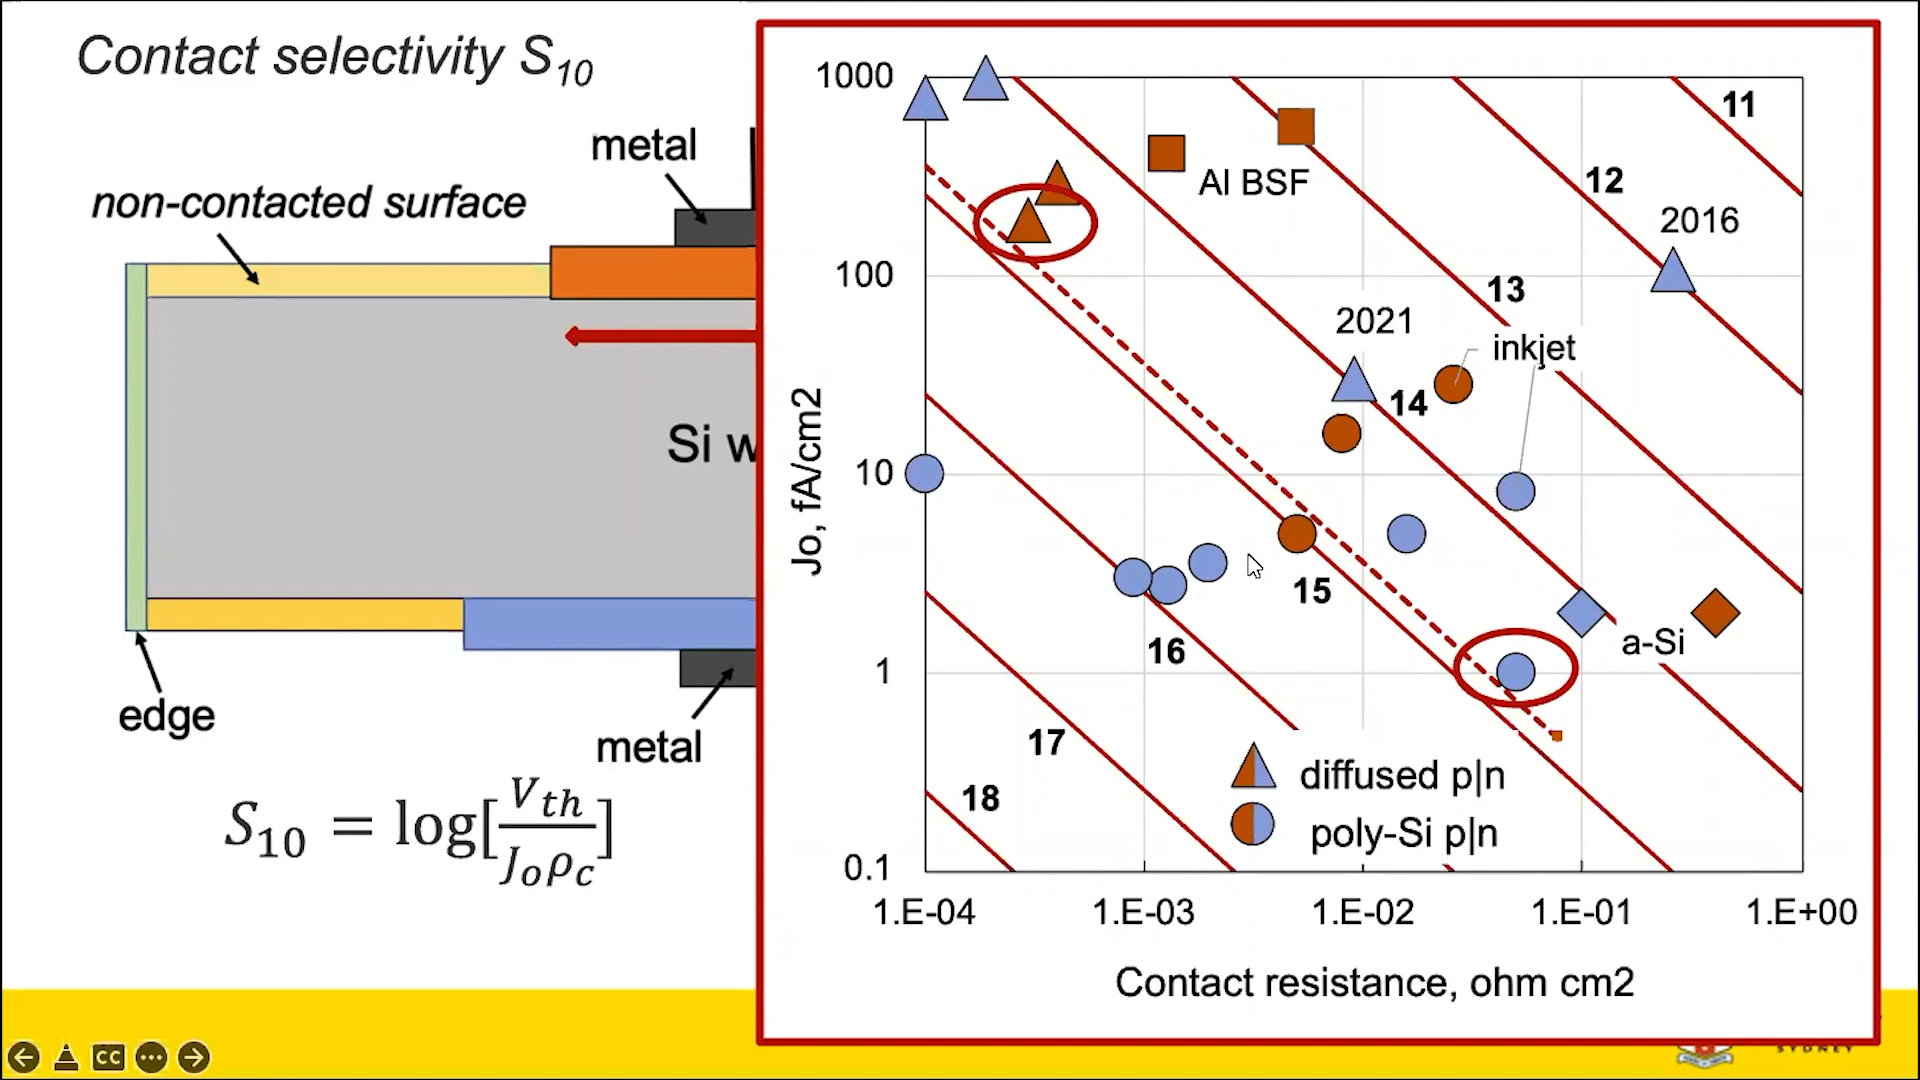 Contact selectivity S10
metal
non-contacted surface
Si w
edge
metal
S10 = log[Vth/Joρc]
1000
100
10
1
0.1
Jo, fA/cm2
11
12
2016
Al BSF
13
2021
inkjet
14
15
a-Si
16
17
18
diffused p|n
poly-Si p|n
1.E-04 1.E-03 1.E-02 1.E-01 1.E+00
Contact resistance, ohm cm2
CC
SYDNEY